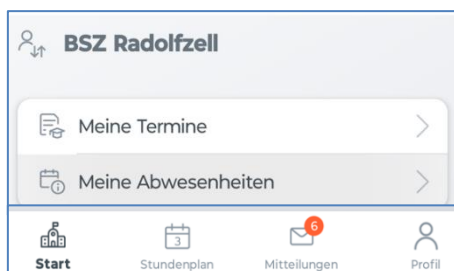 BSZ Radolfzell
Meine Termine
Meine Abwesenheiten
3
6
Start Stundenplan Mitteilungen Profil